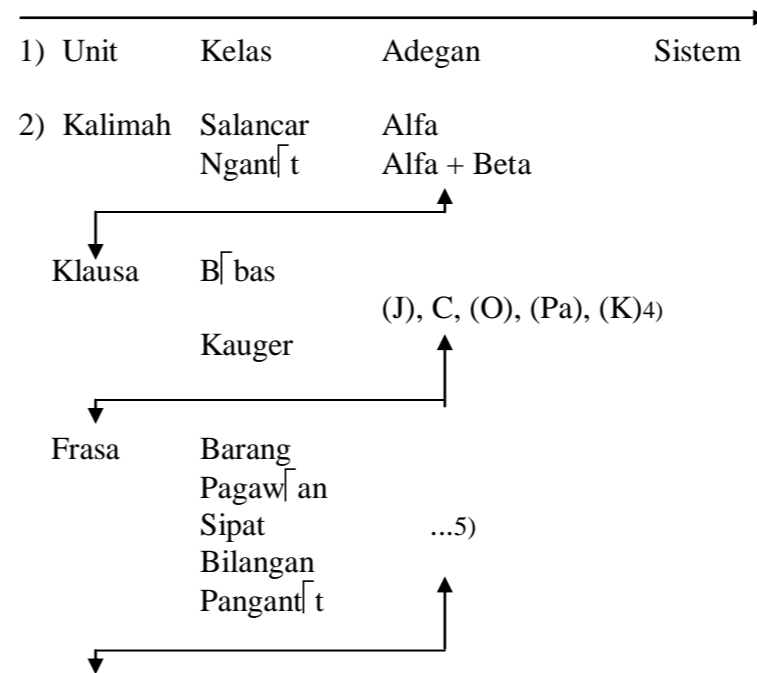 1) Unit Kelas Adegan Sistem
2) Kalimah Salancar Alfa
Ngant⎡t Alfa + Beta
Klausa B⎡bas
(J), C, (O), (Pa), (K)4)
Kauger
Frasa Barang
Pagaw⎡an
Sipat ...5)
Bilangan
Pangant⎡t